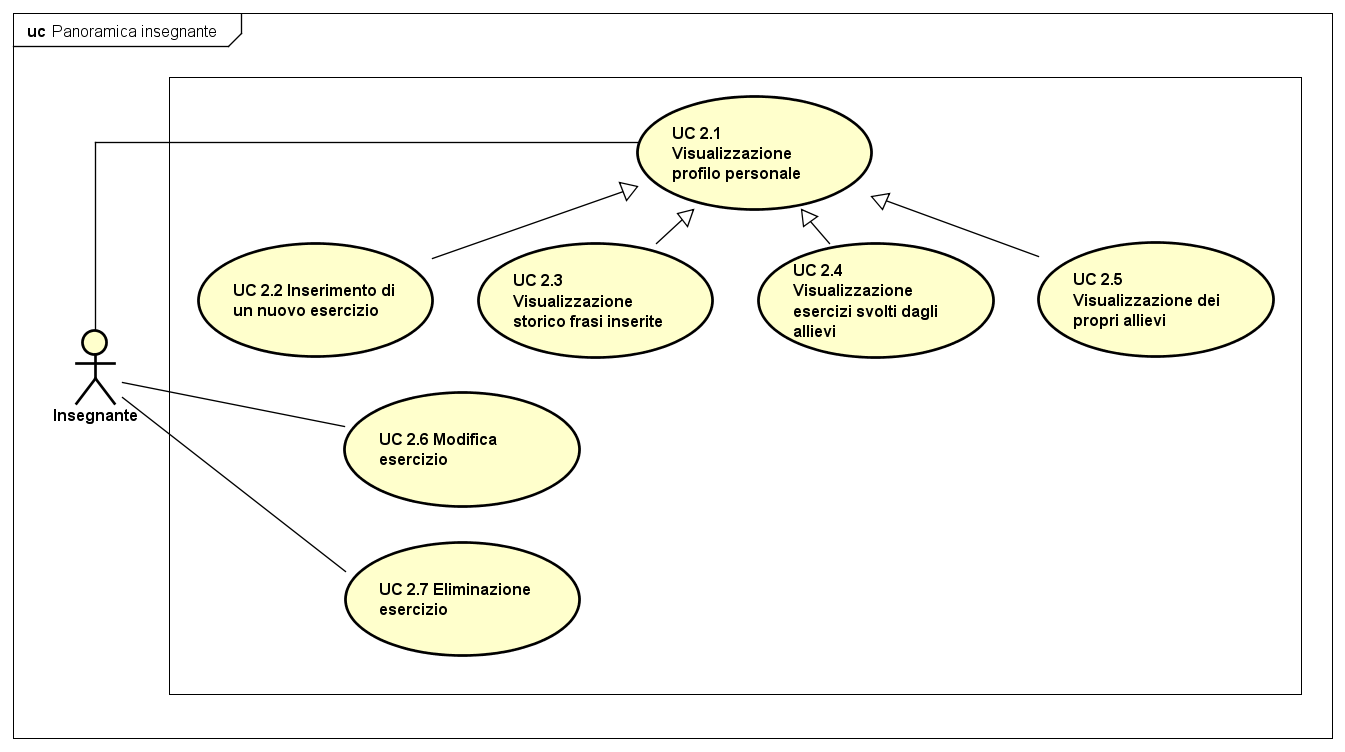 uc Panoramica insegnante
UC 2.1
Visualizzazione
profilo personale
UC 2.2 Inserimento di
un nuovo esercizio
UC 2.3
Visualizzazione
storico frasi inserite
UC 2.4
Visualizzazione
esercizi svolti dagli
allievi
UC 2.5
Visualizzazione dei
propri allievi
Insegnante
UC 2.6 Modifica
esercizio
UC 2.7 Eliminazione
esercizio